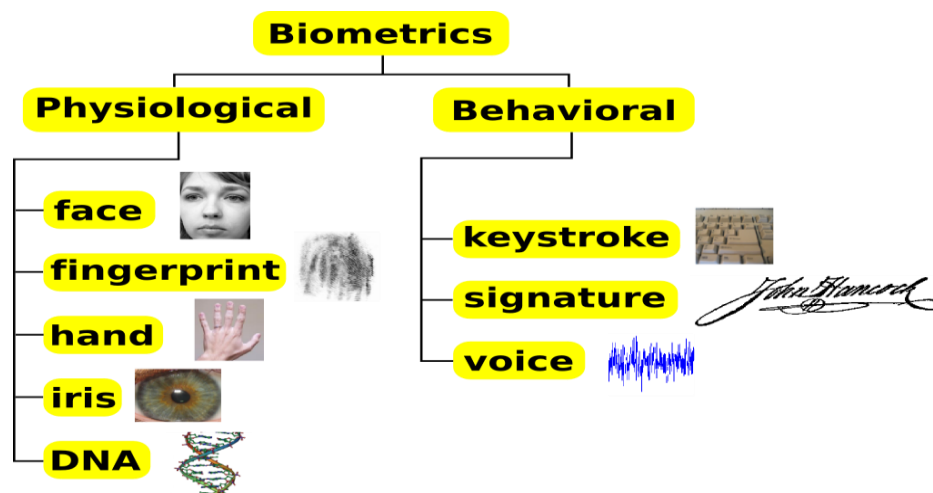 Biometrics
Physiological
Behavioral
face
fingerprint
hand
iris
DNA
keystroke
signature
John Hancock
voice